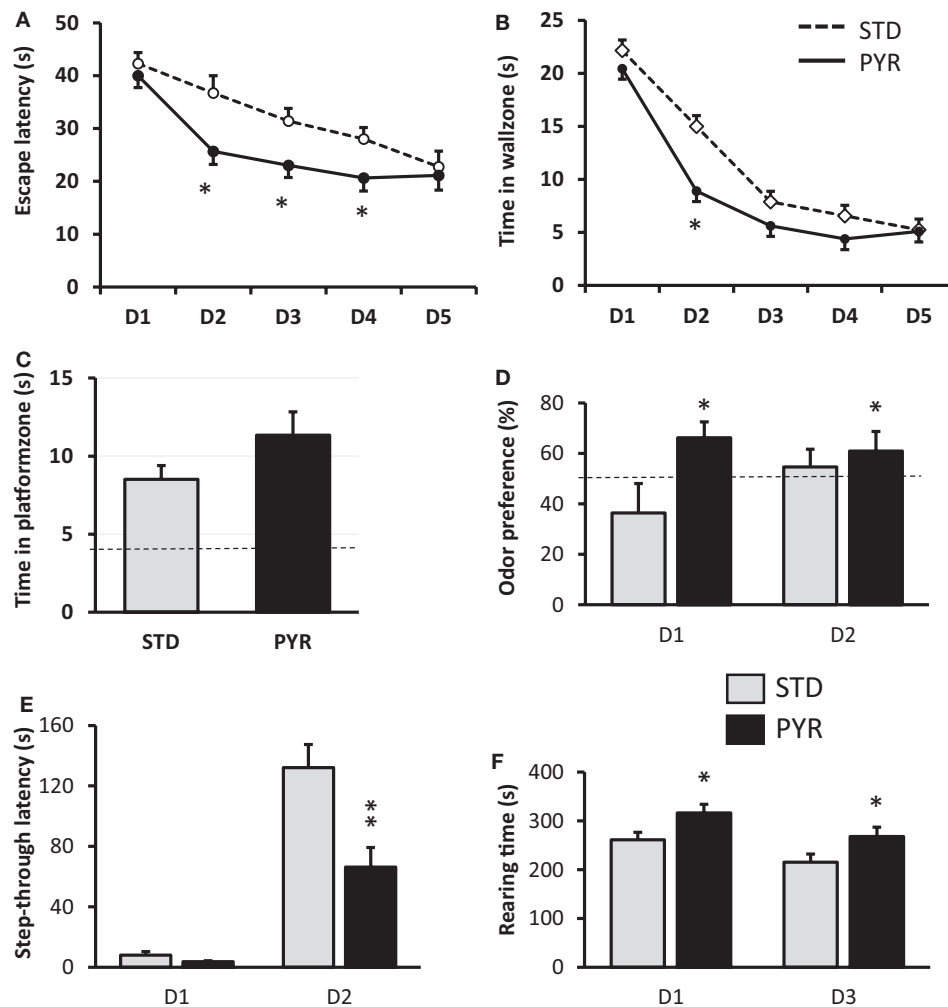 A
Escape latency (s)
50
40
30
20
10
0
*
*
*
D1 D2 D3 D4 D5
B
Time in wallzone (s)
25
20
15
10
5
0
*
D1 D2 D3 D4 D5
STD
PYR
C
Time in platformzone (s)
15
10
5
0
STD PYR
D
Odor preference (%)
80
60
40
20
0
* *
D1 D2
E
Step-through latency (s)
160
120
80
40
0
*
*
D1 D2
STD
PYR
F
Rearing time (s)
400
300
200
100
0
* *
D1 D3